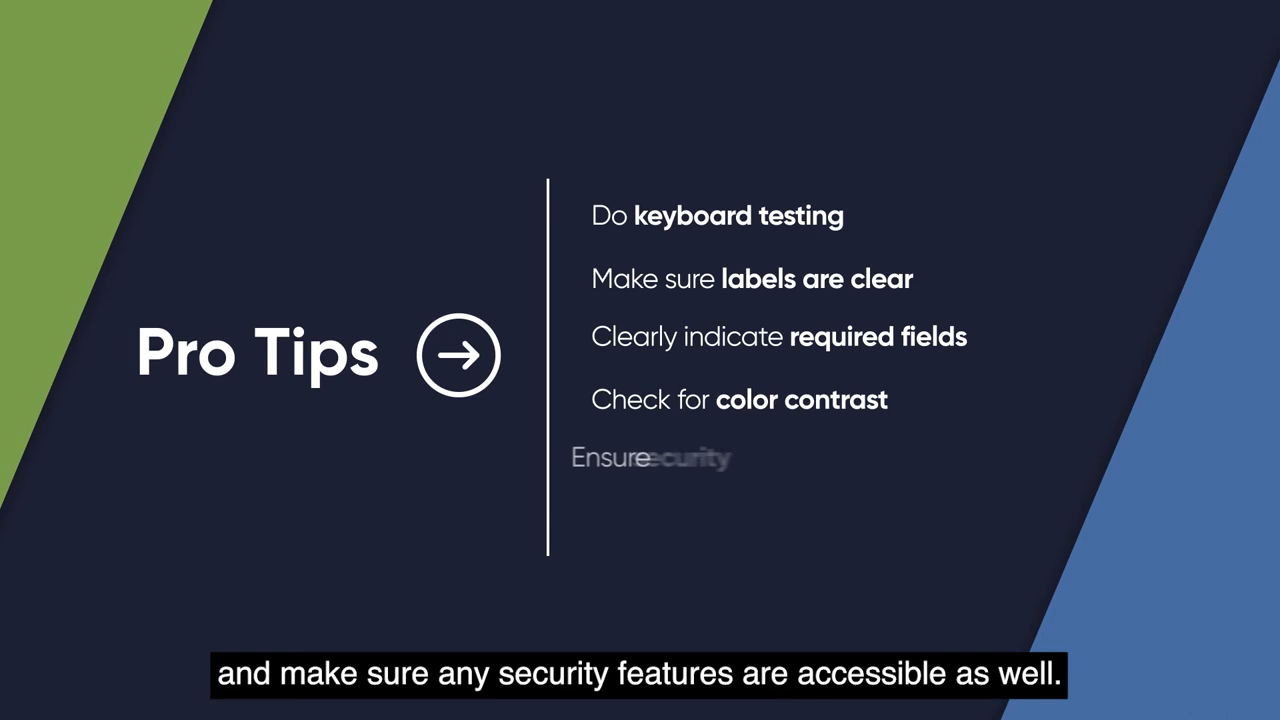 Pro Tips
Do keyboard testing
Make sure labels are clear
Clearly indicate required fields
Check for color contrast
Ensure security
and make sure any security features are accessible as well.